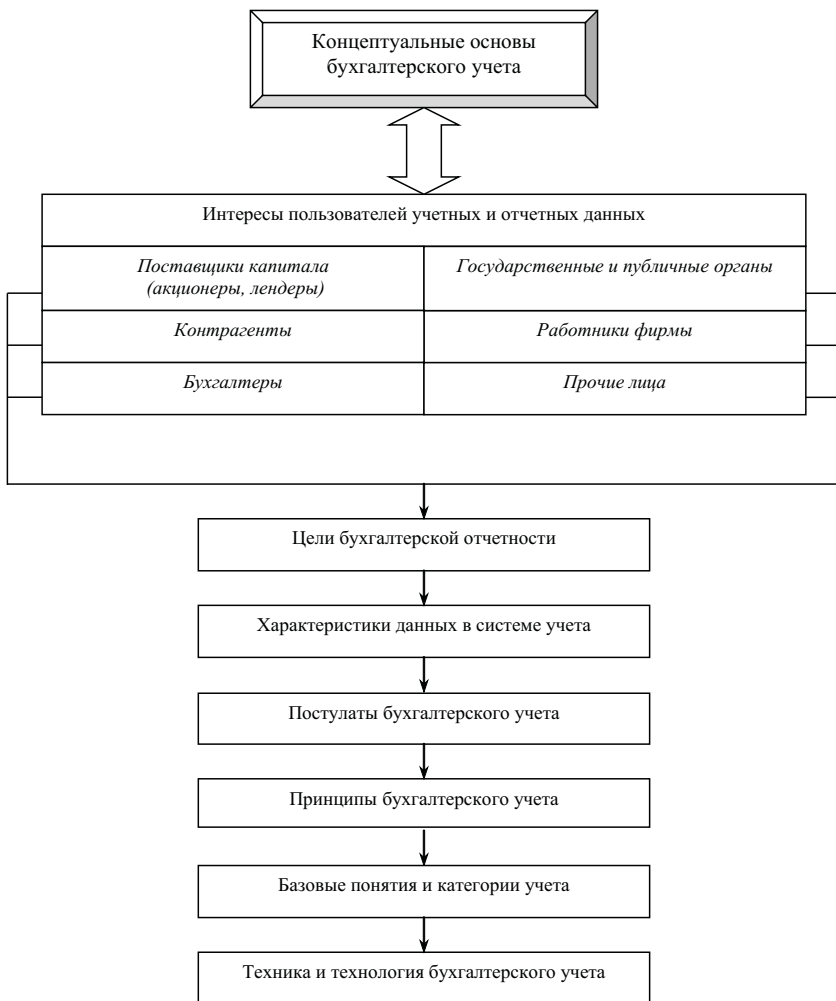 Концептуальные основы
бухгалтерского учета
Интересы пользователей учетных и отчетных данных
Поставщики капитала
(акционеры, лендеры)
Государственные и публичные органы
Контрагенты
Работники фирмы
Бухгалтеры
Прочие лица
Цели бухгалтерской отчетности
Характеристики данных в системе учета
Постулаты бухгалтерского учета
Принципы бухгалтерского учета
Базовые понятия и категории учета
Техника и технология бухгалтерского учета